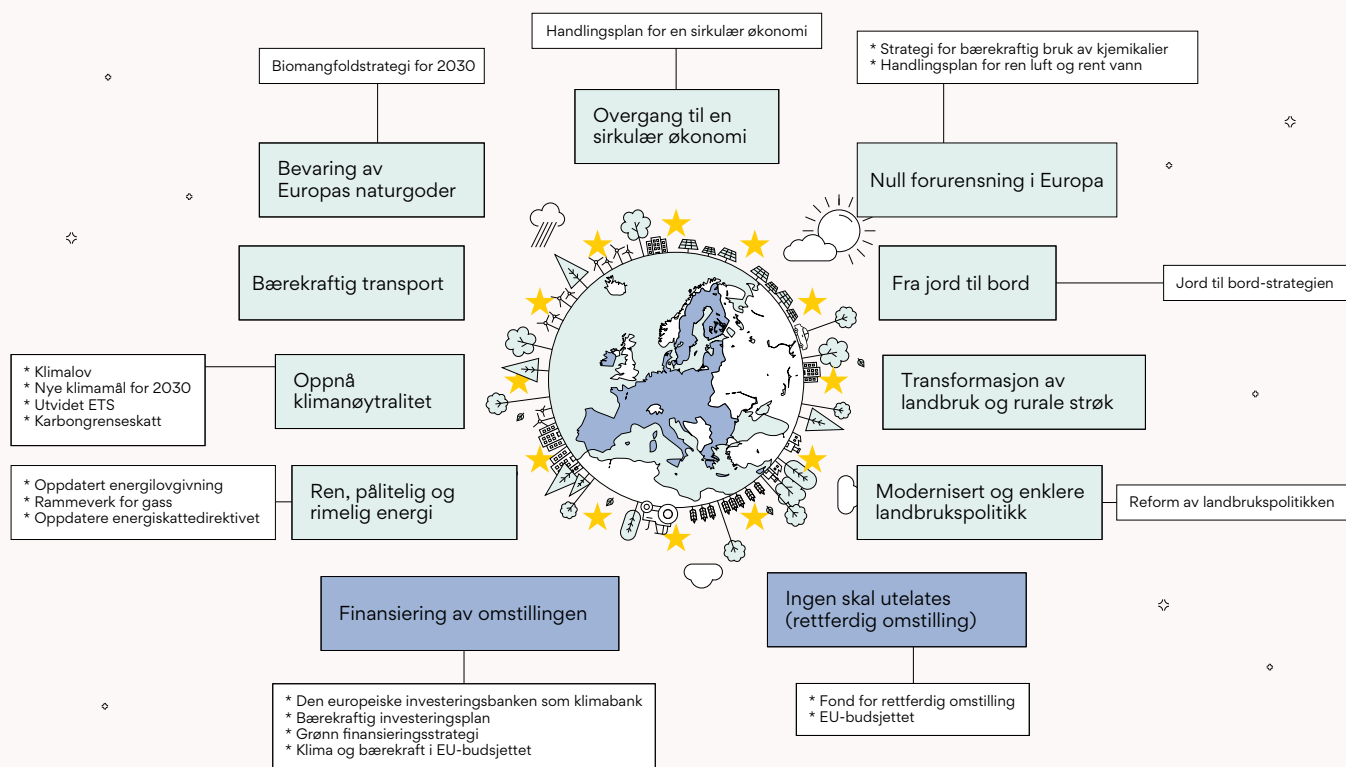 Handlingsplan for en sirkulær økonomi
Overgang til en
sirkulær økonomi
Biomangfoldstrategi for 2030
Bevaring av
Europas naturgoder
* Strategi for bærekraftig bruk av kjemikalier
* Handlingsplan for ren luft og rent vann
Null forurensning i Europa
Bærekraftig transport
Fra jord til bord
Jord til bord-strategien
* Klimalov
* Nye klimamål for 2030
* Utvidet ETS
* Karbongrenseskatt
Oppnå
klimanøytralitet
Transformasjon av
landbruk og rurale strøk
* Oppdatert energilovgivning
* Rammeverk for gass
* Oppdatere energiskattedirektivet
Ren, pålitelig og
rimelig energi
Modernisert og enklere
landbrukspolitikk
Reform av landbrukspolitikken
Finansiering av omstillingen
* Den europeiske investeringsbanken som klimabank
* Bærekraftig investeringsplan
* Grønn finansieringsstrategi
* Klima og bærekraft i EU-budsjettet
Ingen skal utelates
(rettferdig omstilling)
* Fond for rettferdig omstilling
* EU-budsjettet